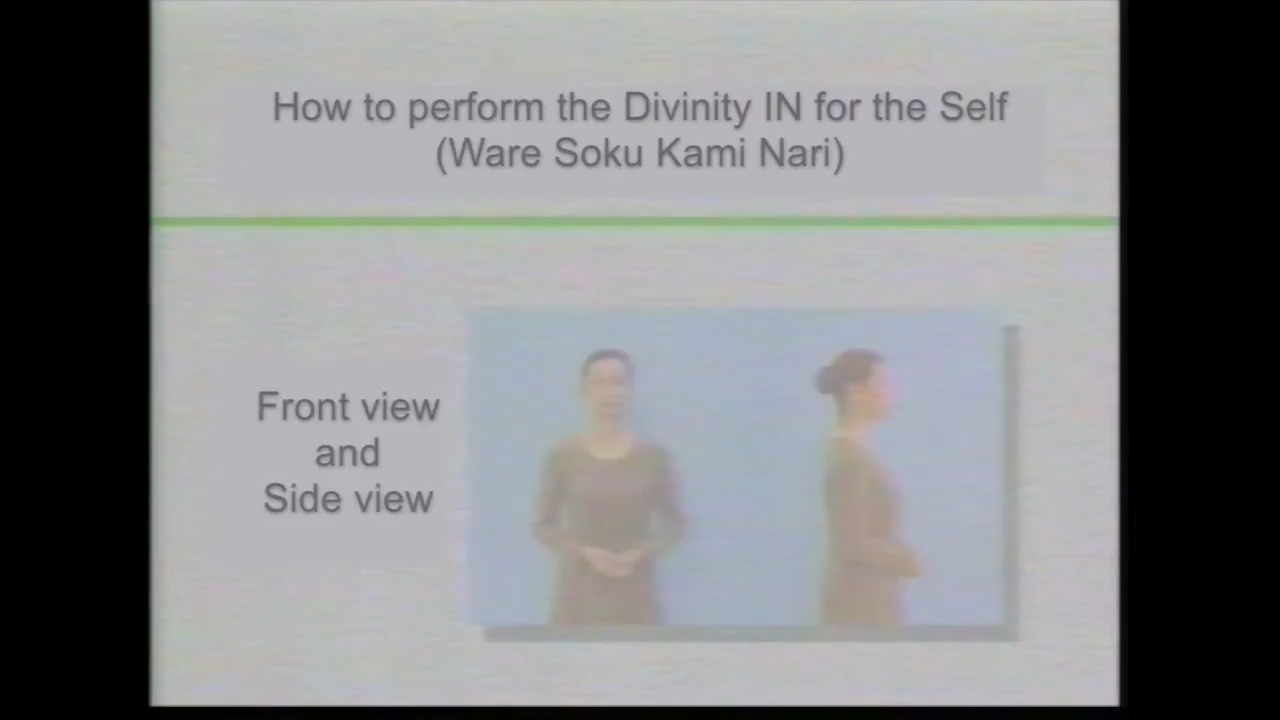 How to perform the Divinity IN for the Self
(Ware Soku Kami Nari)
Front view
and
Side view